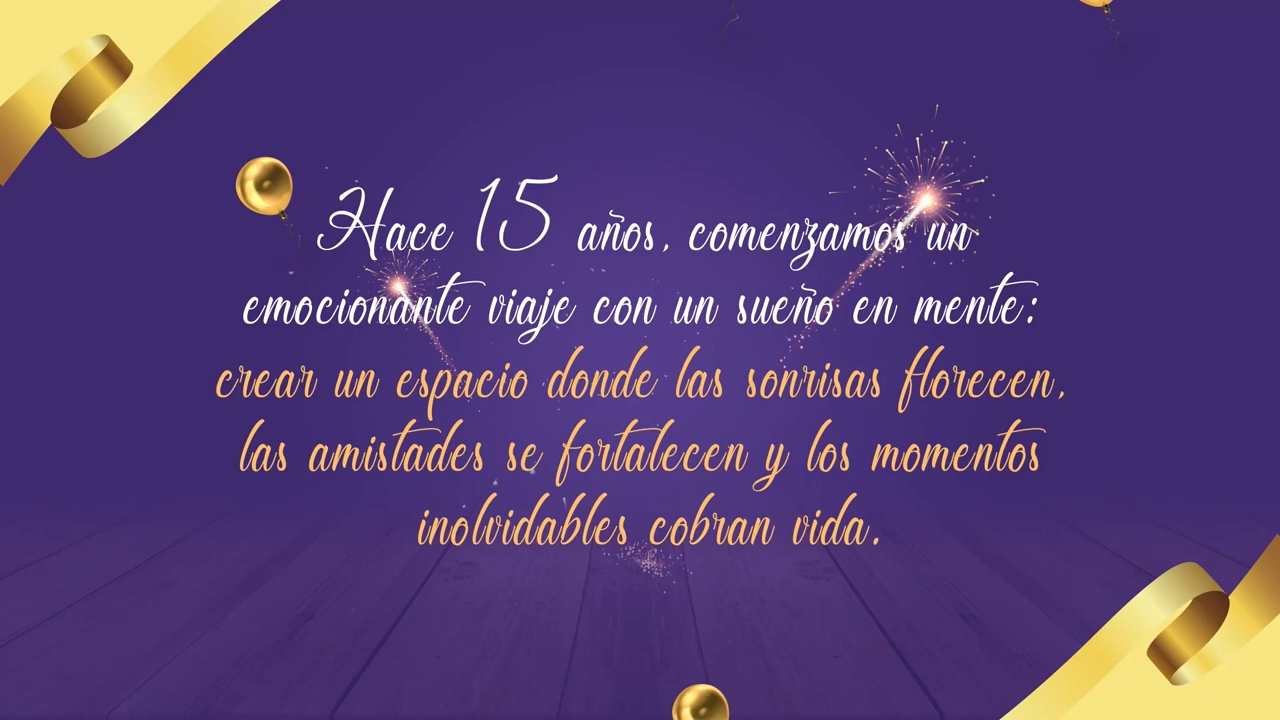 Hace 15 años, comenzamos un
emocionante viaje con un sueño en mente:
crear un espacio donde las sonrisas florecen,
las amistades se fortalecen y los momentos
inolvidables cobran vida.